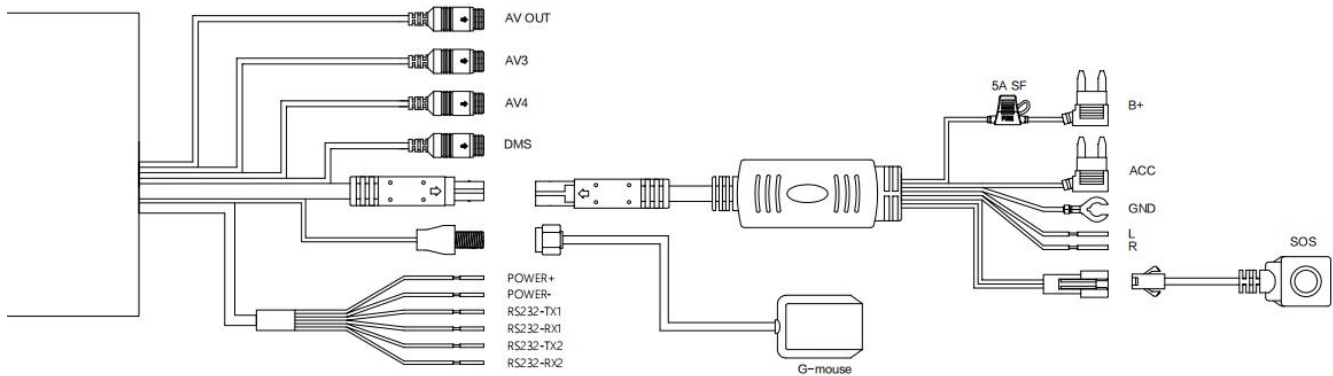 AV OUT
AV3
AV4
DMS
POWER+
POWER-
RS232-TX1
RS232-RX1
RS232-TX2
RS232-RX2
G-mouse
5A SF
FUSE
B+
ACC
GND
L
R
SOS